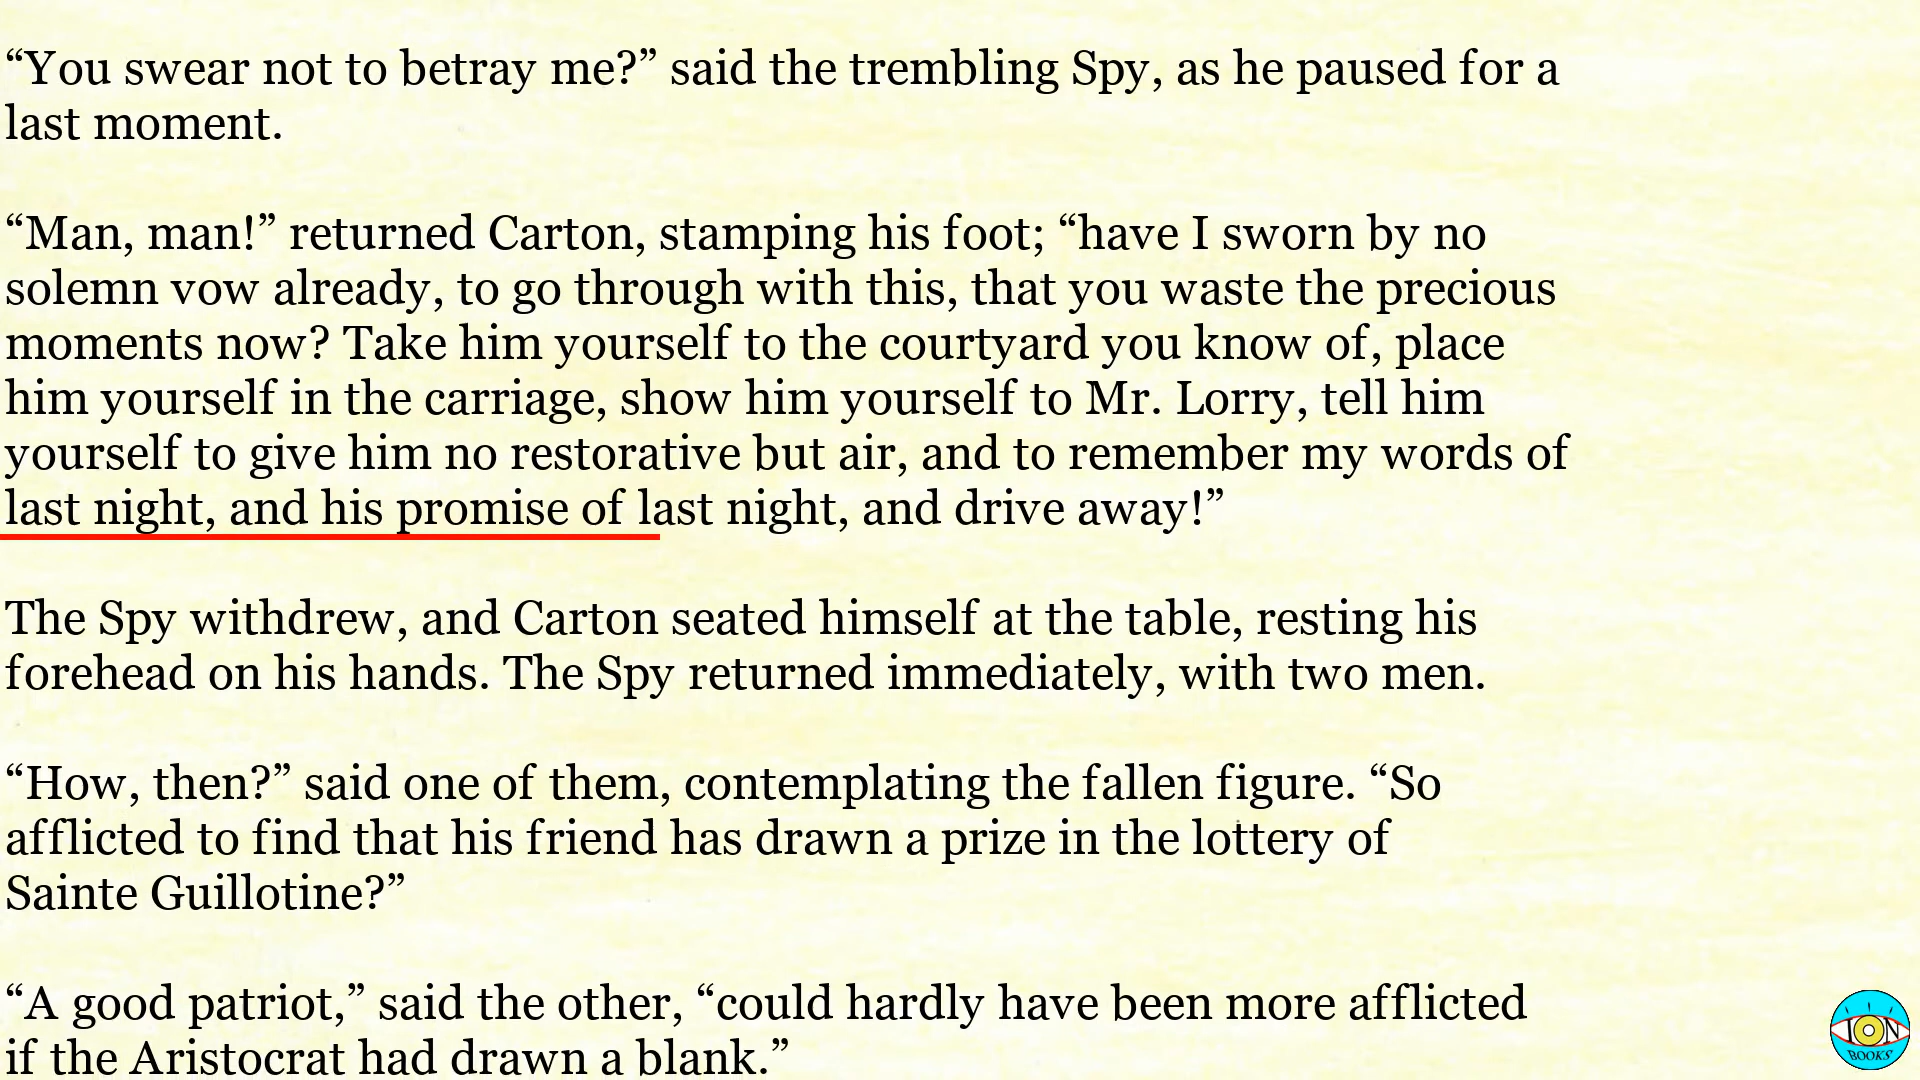 “You swear not to betray me?” said the trembling Spy, as he paused for a
last moment.
“Man, man!” returned Carton, stamping his foot; “have I sworn by no
solemn vow already, to go through with this, that you waste the precious
moments now? Take him yourself to the courtyard you know of, place
him yourself in the carriage, show him yourself to Mr. Lorry, tell him
yourself to give him no restorative but air, and to remember my words of
last night, and his promise of last night, and drive away!”
The Spy withdrew, and Carton seated himself at the table, resting his
forehead on his hands. The Spy returned immediately, with two men.
“How, then?” said one of them, contemplating the fallen figure. “So
afflicted to find that his friend has drawn a prize in the lottery of
Sainte Guillotine?”
“A good patriot,” said the other, “could hardly have been more afflicted
if the Aristocrat had drawn a blank.”
ION
BOOKS